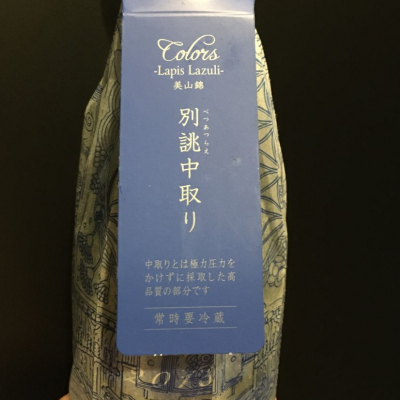 Colors
-Lapis Lazuli-
美山錦
別誂中取り
べつあつらえ
中取りとは極力圧力を
かけずに採取した高
品質の部分です
常時要冷蔵